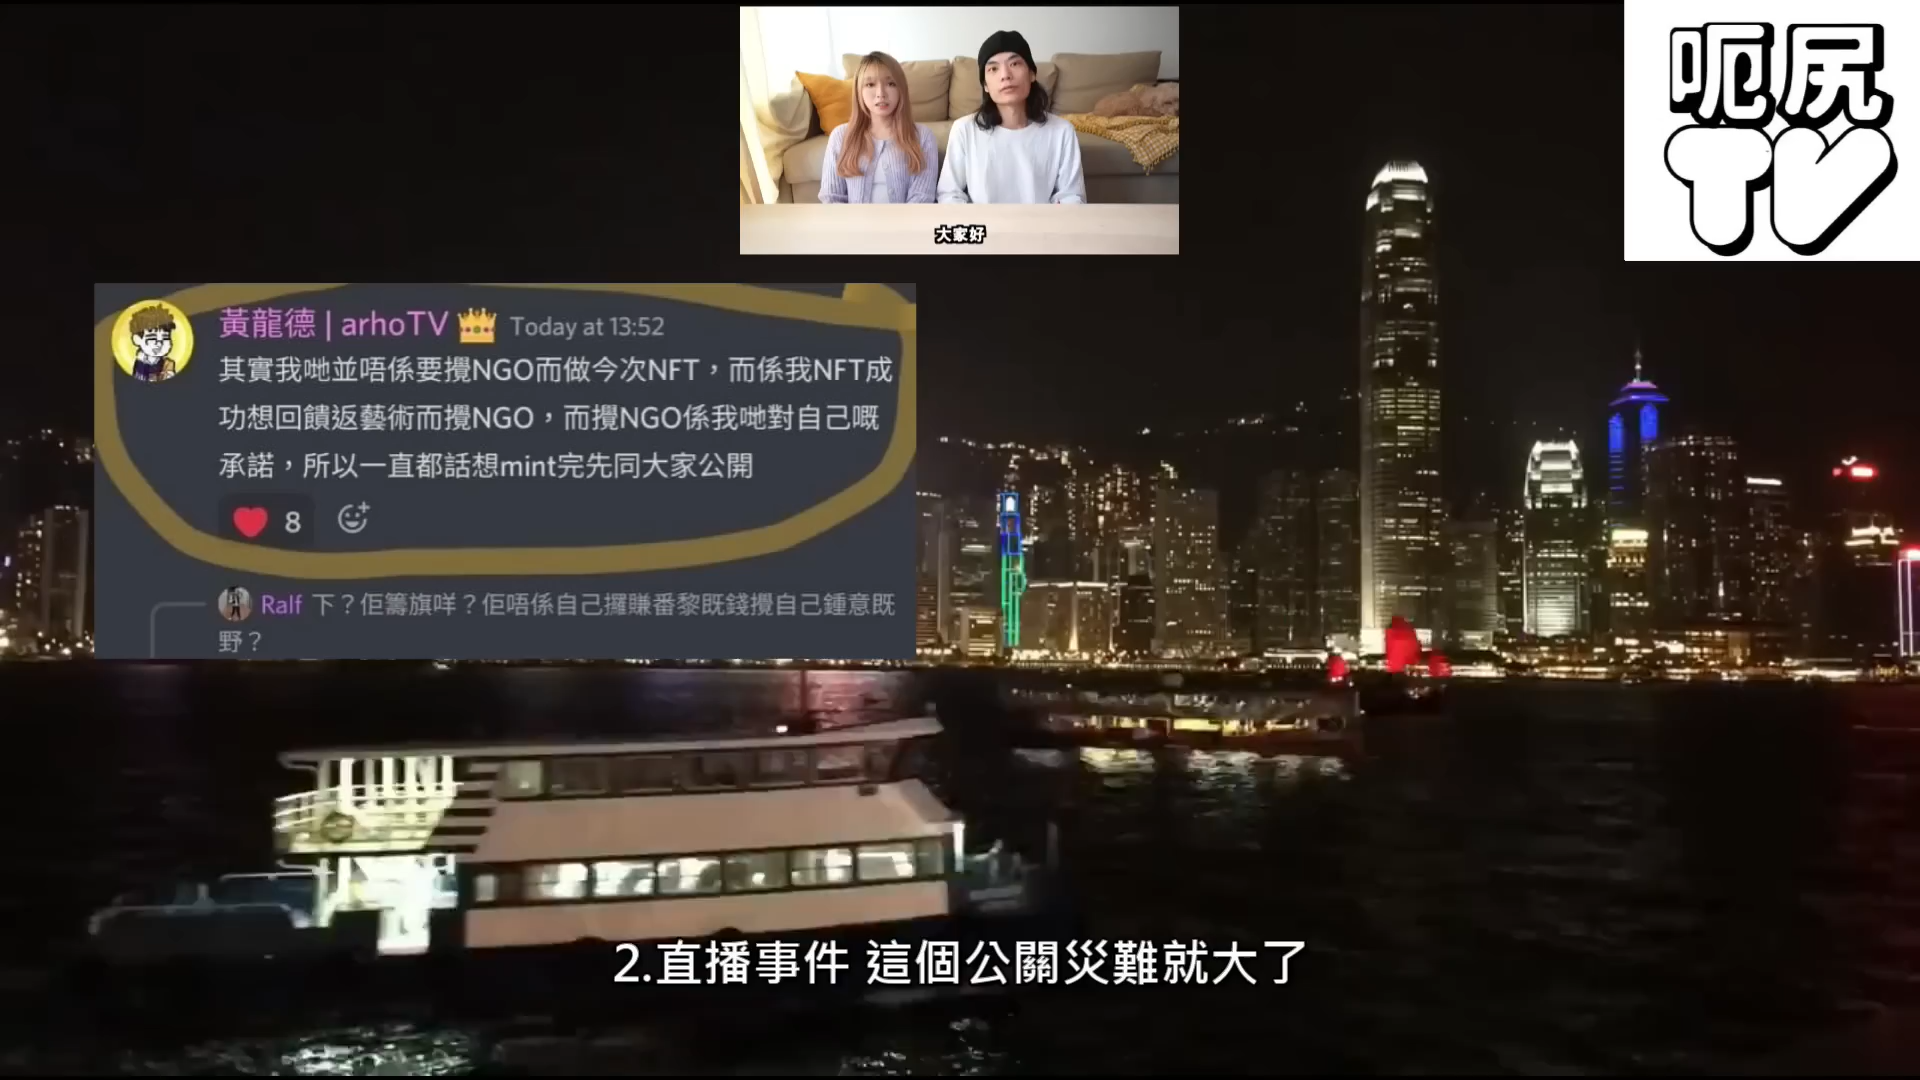 大家好
呃尻
TV
黃龍德 | arhoTV Today at 13:52
其實我哋並唔係要攪NGO而做今次NFT，而係我NFT成
功想回饋返藝術而攪NGO，而攪NGO係我哋對自己嘅
承諾，所以一直都話想mint完先同大家公開
8
Ralf 下？佢籌旗咩？佢唔係自己攞賺番黎既錢攪自己鍾意既
野？
2.直播事件 這個公關災難就大了